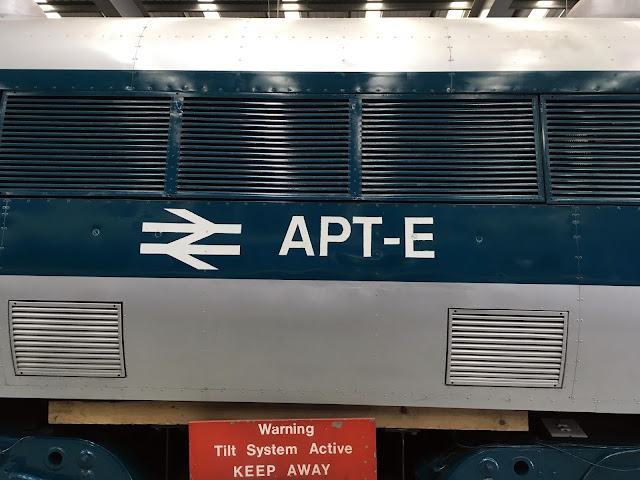 APT-E
Warning
Tilt System Active
KEEP AWAY